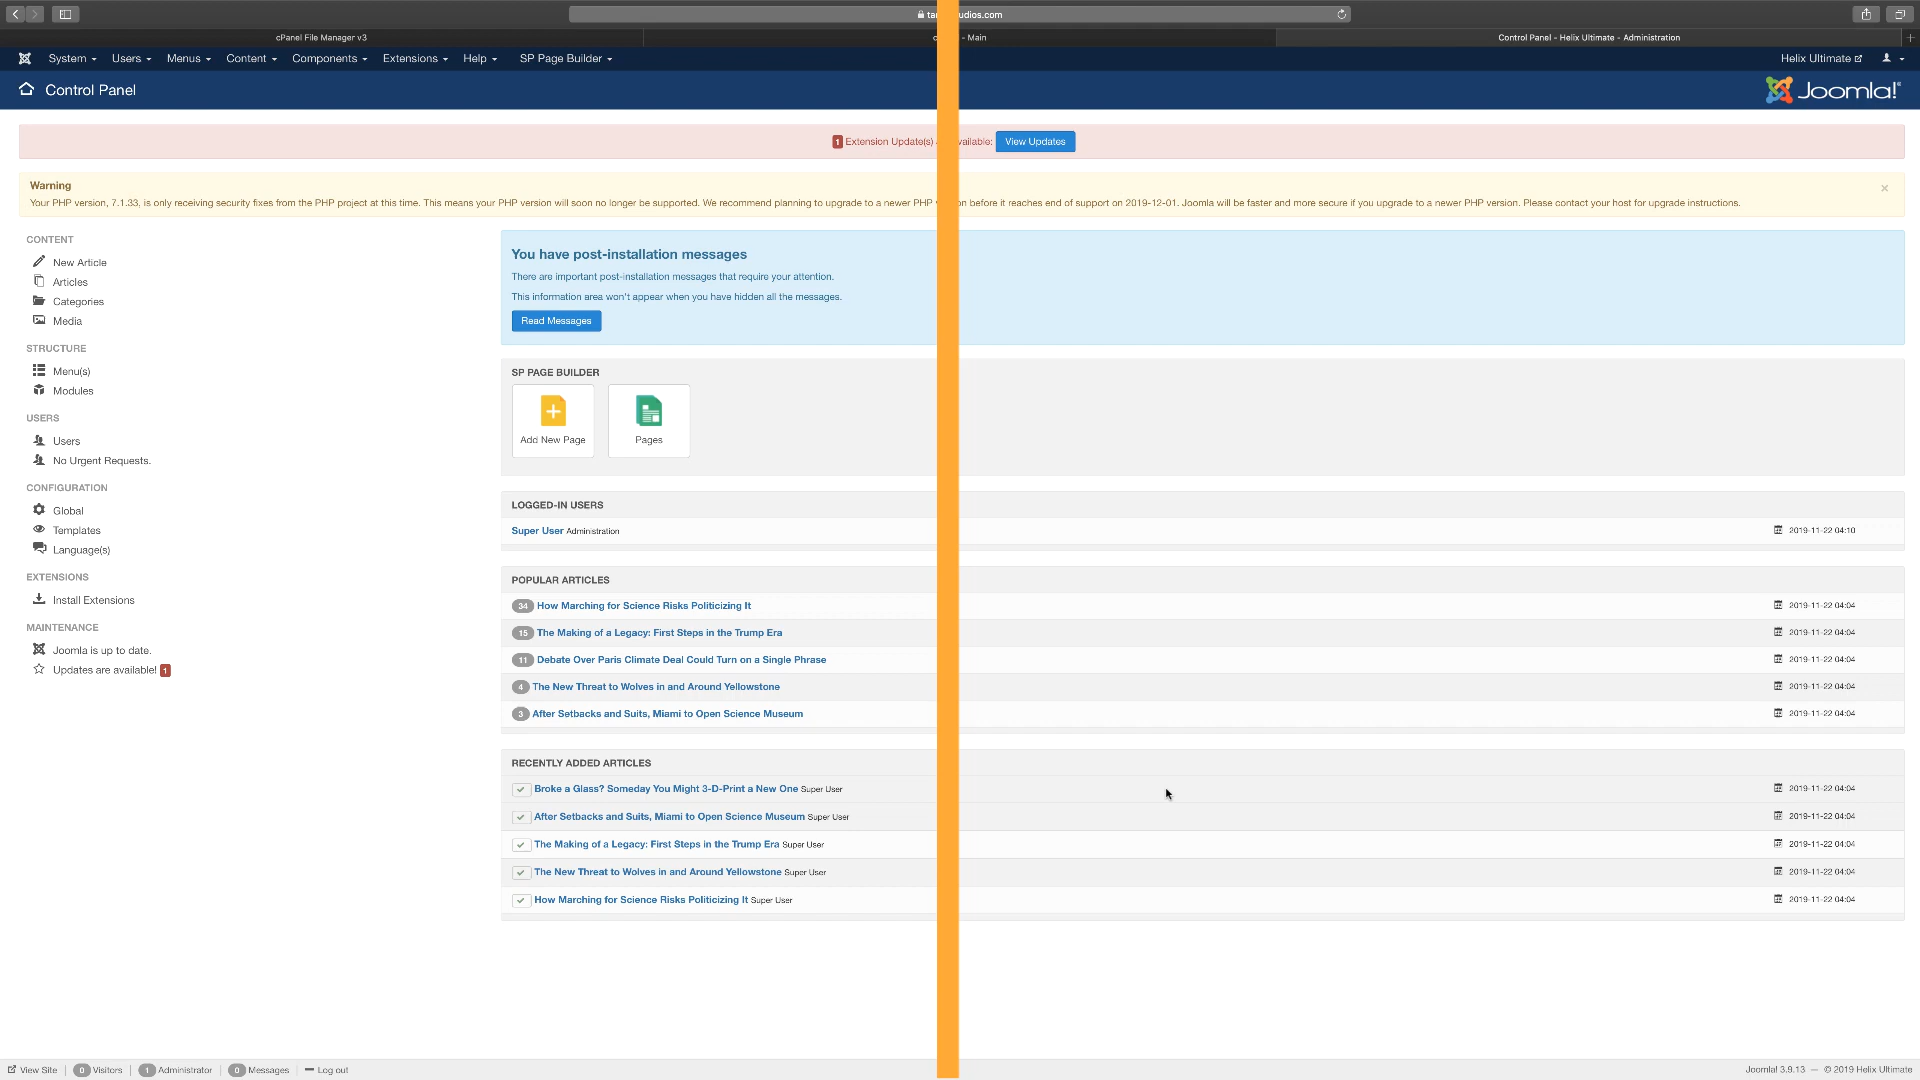 udios.com
cPanel File Manager v3
- Main
Control Panel - Helix Ultimate - Administration
System Users Menus Content Components Extensions Help SP Page Builder
Helix Ultimate
Control Panel
Joomla!®
1 Extension Update(s)
View Updates
Warning
Your PHP version, 7.1.33, is only receiving security fixes from the PHP project at this time. This means your PHP version will soon no longer be supported. We recommend planning to upgrade to a newer PHP before it reaches end of support on 2019-12-01. Joomla will be faster and more secure if you upgrade to a newer PHP version. Please contact your host for upgrade instructions.
CONTENT
New Article
Articles
Categories
Media
STRUCTURE
Menu(s)
Modules
USERS
Users
No Urgent Requests.
CONFIGURATION
Global
Templates
Language(s)
EXTENSIONS
Install Extensions
MAINTENANCE
Joomla is up to date.
Updates are available! 1
You have post-installation messages
There are important post-installation messages that require your attention.
This information area won't appear when you have hidden all the messages.
Read Messages
SP PAGE BUILDER
Add New Page
Pages
LOGGED-IN USERS
Super User Administration 2019-11-22 04:10
POPULAR ARTICLES
34 How Marching for Science Risks Politicizing It 2019-11-22 04:04
15 The Making of a Legacy: First Steps in the Trump Era 2019-11-22 04:04
11 Debate Over Paris Climate Deal Could Turn on a Single Phrase 2019-11-22 04:04
4 The New Threat to Wolves in and Around Yellowstone 2019-11-22 04:04
3 After Setbacks and Suits, Miami to Open Science Museum 2019-11-22 04:04
RECENTLY ADDED ARTICLES
Broke a Glass? Someday You Might 3-D-Print a New One Super User 2019-11-22 04:04
After Setbacks and Suits, Miami to Open Science Museum Super User 2019-11-22 04:04
The Making of a Legacy: First Steps in the Trump Era Super User 2019-11-22 04:04
The New Threat to Wolves in and Around Yellowstone Super User 2019-11-22 04:04
How Marching for Science Risks Politicizing It Super User 2019-11-22 04:04
View Site 0 Visitors 1 Administrator 0 Messages Log out
Joomla! 3.9.13 — © 2019 Helix Ultimate